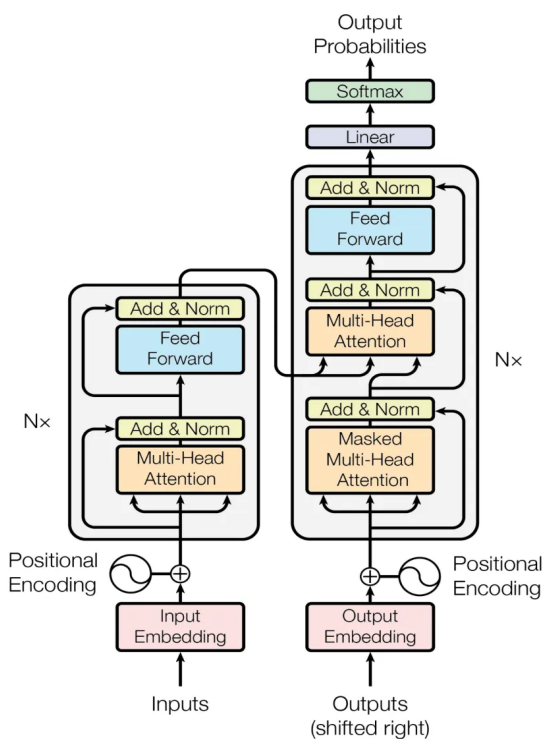 Output
Probabilities
Softmax
Linear
Add & Norm
Feed
Forward
Add & Norm
Multi-Head
Attention
Add & Norm
Masked
Multi-Head
Attention
N×
Add & Norm
Feed
Forward
Add & Norm
Multi-Head
Attention
N×
Positional
Encoding
Positional
Encoding
Input
Embedding
Output
Embedding
Inputs
Outputs
(shifted right)